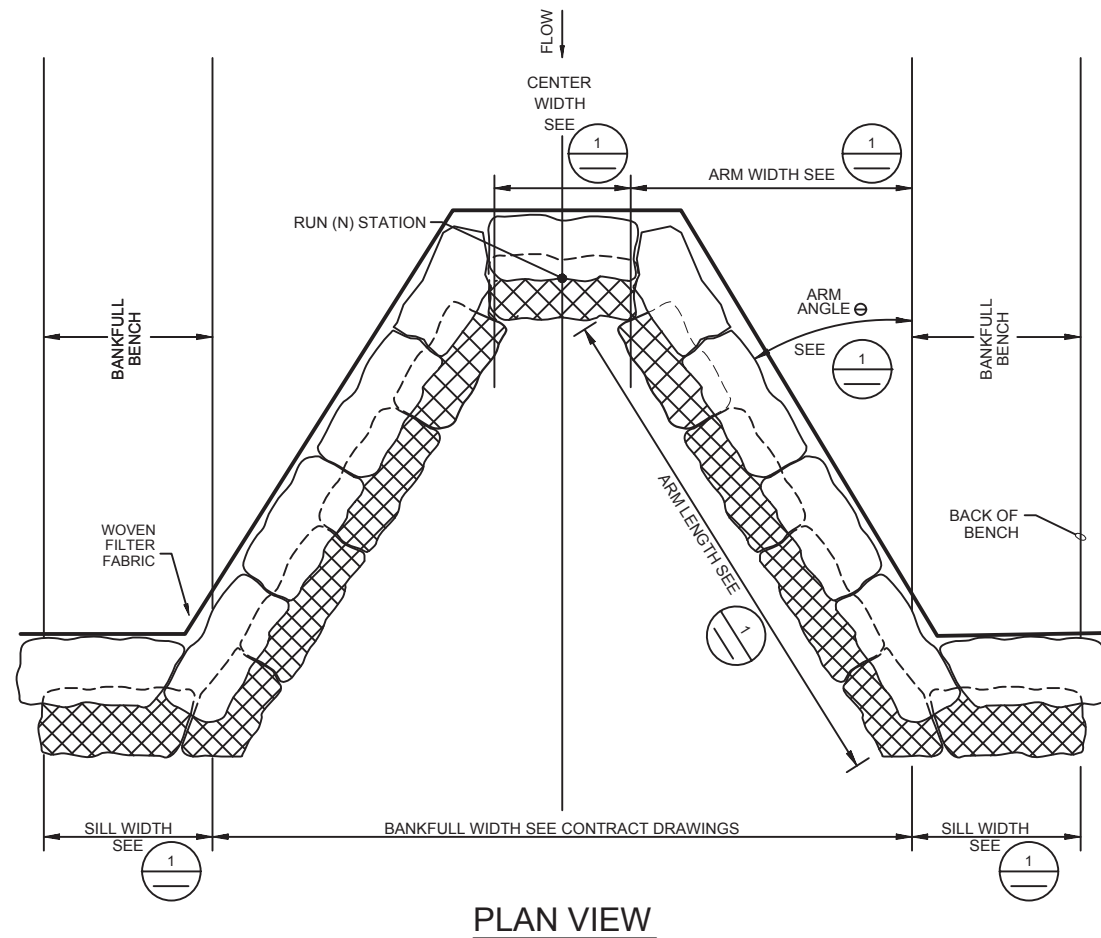 FLOW
CENTER
WIDTH
SEE
1
ARM WIDTH SEE
1
RUN (N) STATION
ARM
ANGLE Θ
SEE
1
BANKFULL
BENCH
BANKFULL
BENCH
ARM LENGTH SEE
1
WOVEN
FILTER
FABRIC
BACK OF
BENCH
SILL WIDTH
SEE
1
BANKFULL WIDTH SEE CONTRACT DRAWINGS
SILL WIDTH
SEE
1
PLAN VIEW